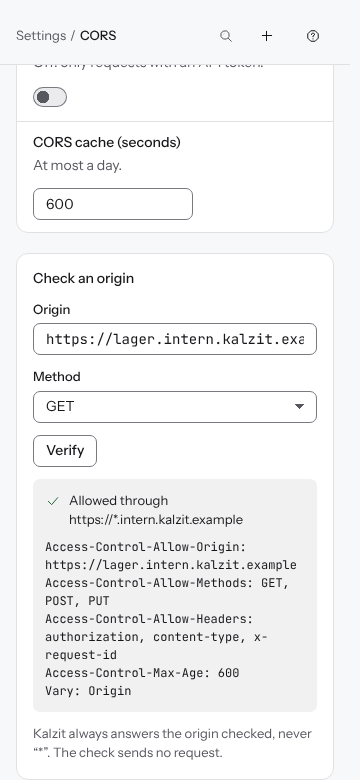 Settings / CORS
CORS cache (seconds)
At most a day.
600
Check an origin
Origin
https://lager.intern.kalzit.exa
Method
GET
Verify
Allowed through
https://*.intern.kalzit.example
Access-Control-Allow-Origin:
https://lager.intern.kalzit.example
Access-Control-Allow-Methods: GET,
POST, PUT
Access-Control-Allow-Headers:
authorization, content-type, x-
request-id
Access-Control-Max-Age: 600
Vary: Origin
Kalzit always answers the origin checked, never
“*”. The check sends no request.